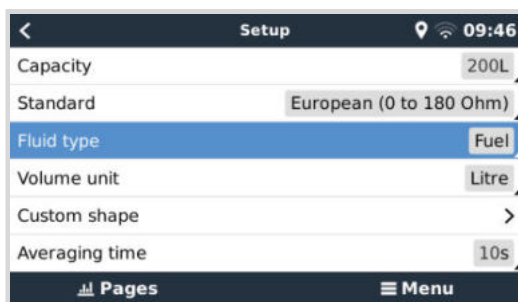 Setup 09:46
Capacity 200L
Standard European (0 to 180 Ohm)
Fluid type Fuel
Volume unit Litre
Custom shape
Averaging time 10s
Pages Menu